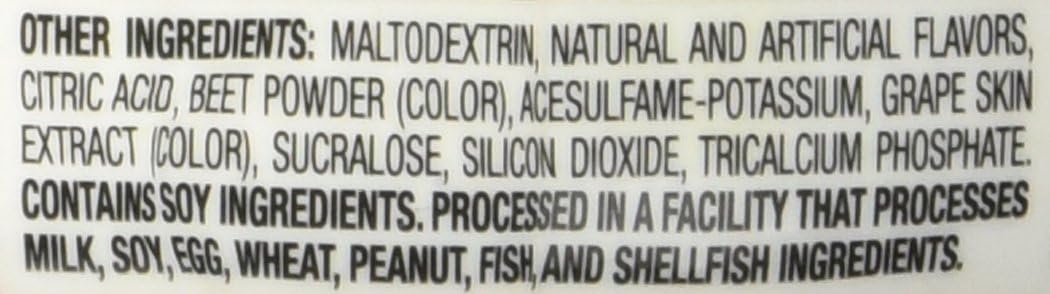 OTHER INGREDIENTS: MALTODEXTRIN, NATURAL AND ARTIFICIAL FLAVORS,
CITRIC ACID, BEET POWDER (COLOR), ACESULFAME-POTASSIUM, GRAPE SKIN
EXTRACT (COLOR), SUCRALOSE, SILICON DIOXIDE, TRICALCIUM PHOSPHATE.
CONTAINS SOY INGREDIENTS. PROCESSED IN A FACILITY THAT PROCESSES
MILK, SOY, EGG, WHEAT, PEANUT, FISH, AND SHELLFISH INGREDIENTS.